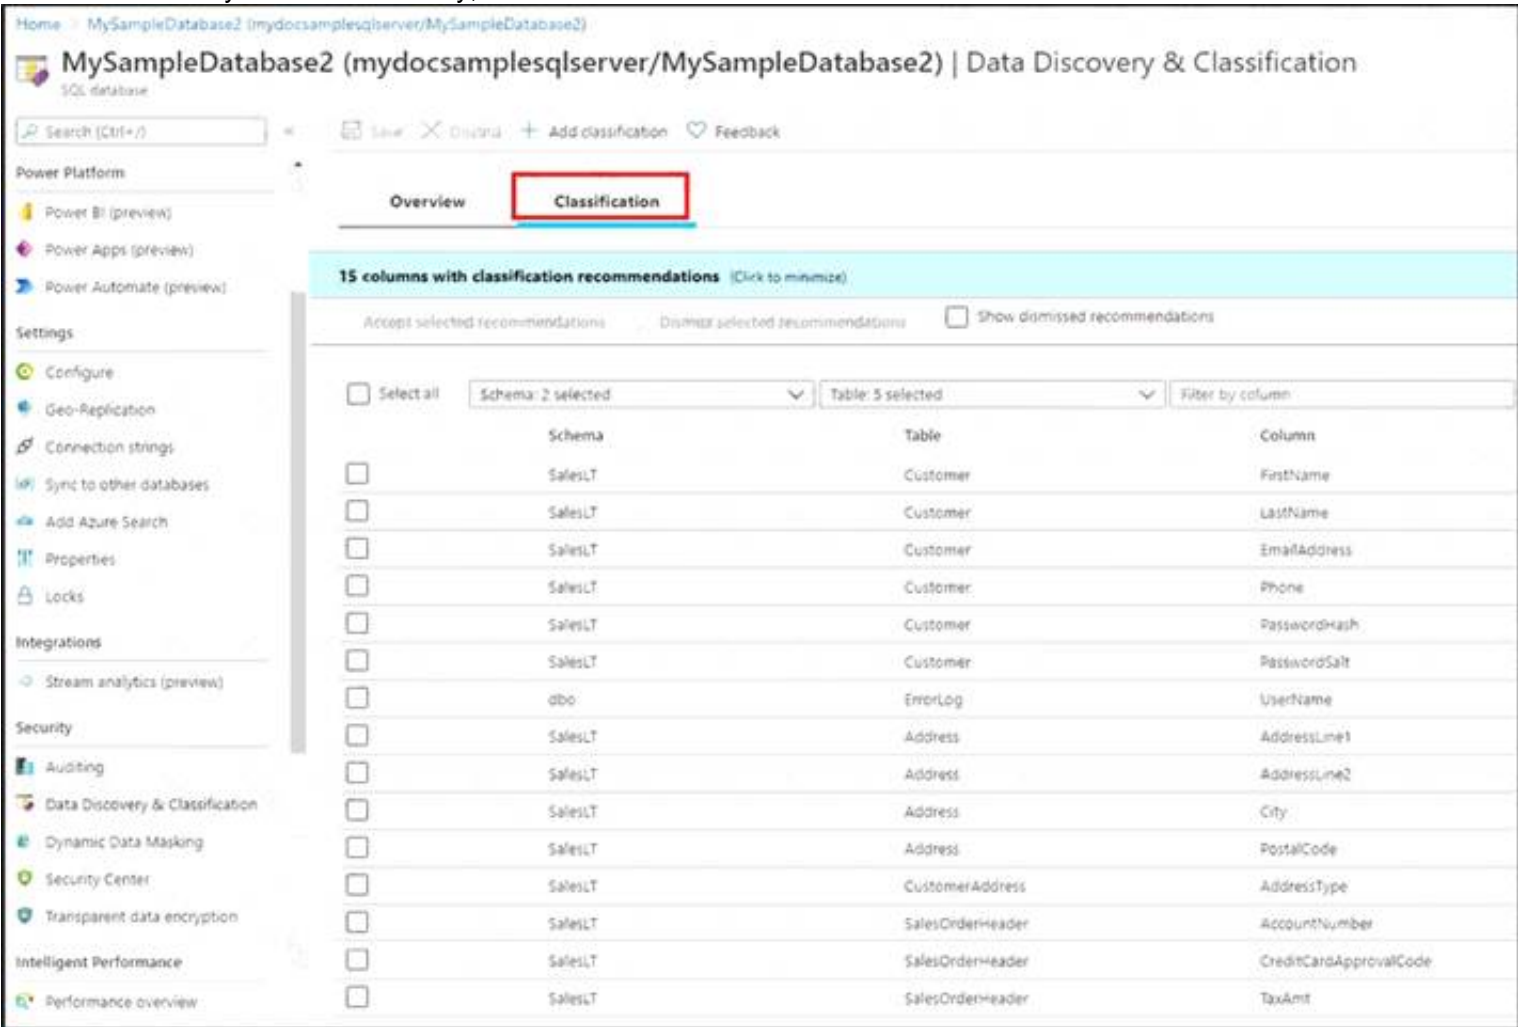 Home > MySampleDatabase2 (mydocsamplesqlserver/MySampleDatabase2)
MySampleDatabase2 (mydocsamplesqlserver/MySampleDatabase2) | Data Discovery & Classification
SQL database
Search (Ctrl+/)
«
Save Discard + Add classification Feedback
Power Platform
Power BI (preview)
Power Apps (preview)
Power Automate (preview)
Settings
Configure
Geo-Replication
Connection strings
Sync to other databases
Add Azure Search
Properties
Locks
Integrations
Stream analytics (preview)
Security
Auditing
Data Discovery & Classification
Dynamic Data Masking
Security Center
Transparent data encryption
Intelligent Performance
Performance overview
Overview Classification
15 columns with classification recommendations (Click to minimize)
Accept selected recommendations Dismiss selected recommendations Show dismissed recommendations
Select all Schema: 2 selected Table: 5 selected Filter by column
Schema Table Column
SalesLT Customer FirstName
SalesLT Customer LastName
SalesLT Customer EmailAddress
SalesLT Customer Phone
SalesLT Customer PasswordHash
SalesLT Customer PasswordSalt
dbo ErrorLog UserName
SalesLT Address AddressLine1
SalesLT Address AddressLine2
SalesLT Address City
SalesLT Address PostalCode
SalesLT CustomerAddress AddressType
SalesLT SalesOrderHeader AccountNumber
SalesLT SalesOrderHeader CreditCardApprovalCode
SalesLT SalesOrderHeader TaxAmt